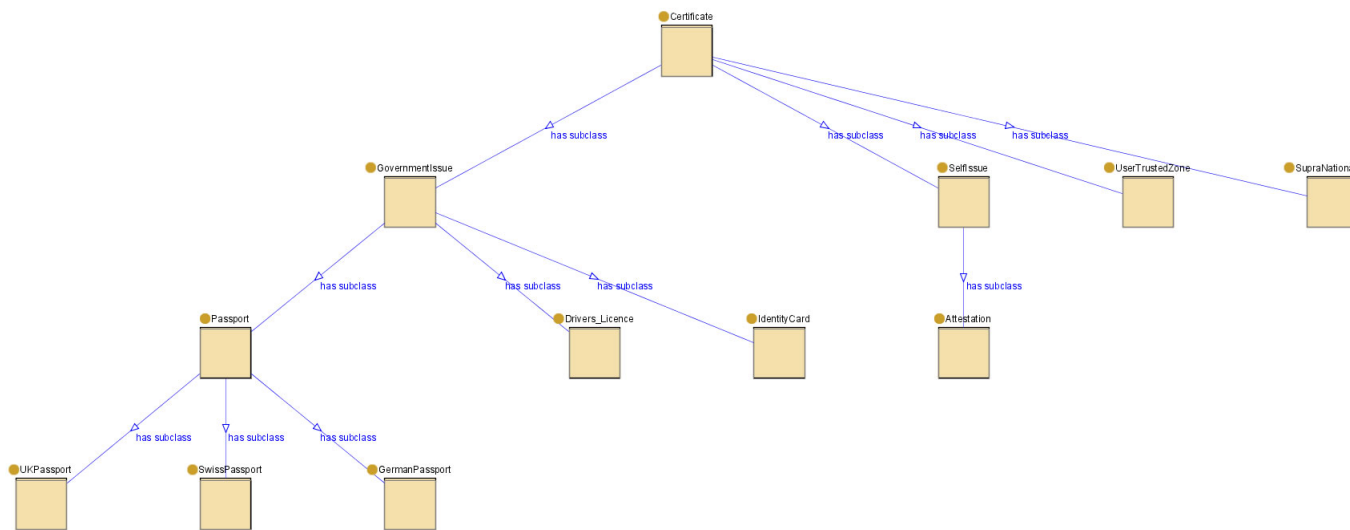 Certificate
has subclass
has subclass
has subclass
has subclass
GovernmentIssue
SelfIssue
UserTrustedZone
SupraNationa
has subclass
has subclass
has subclass
has subclass
Passport
Drivers_Licence
IdentityCard
Attestation
has subclass
has subclass
has subclass
UKPassport
SwissPassport
GermanPassport